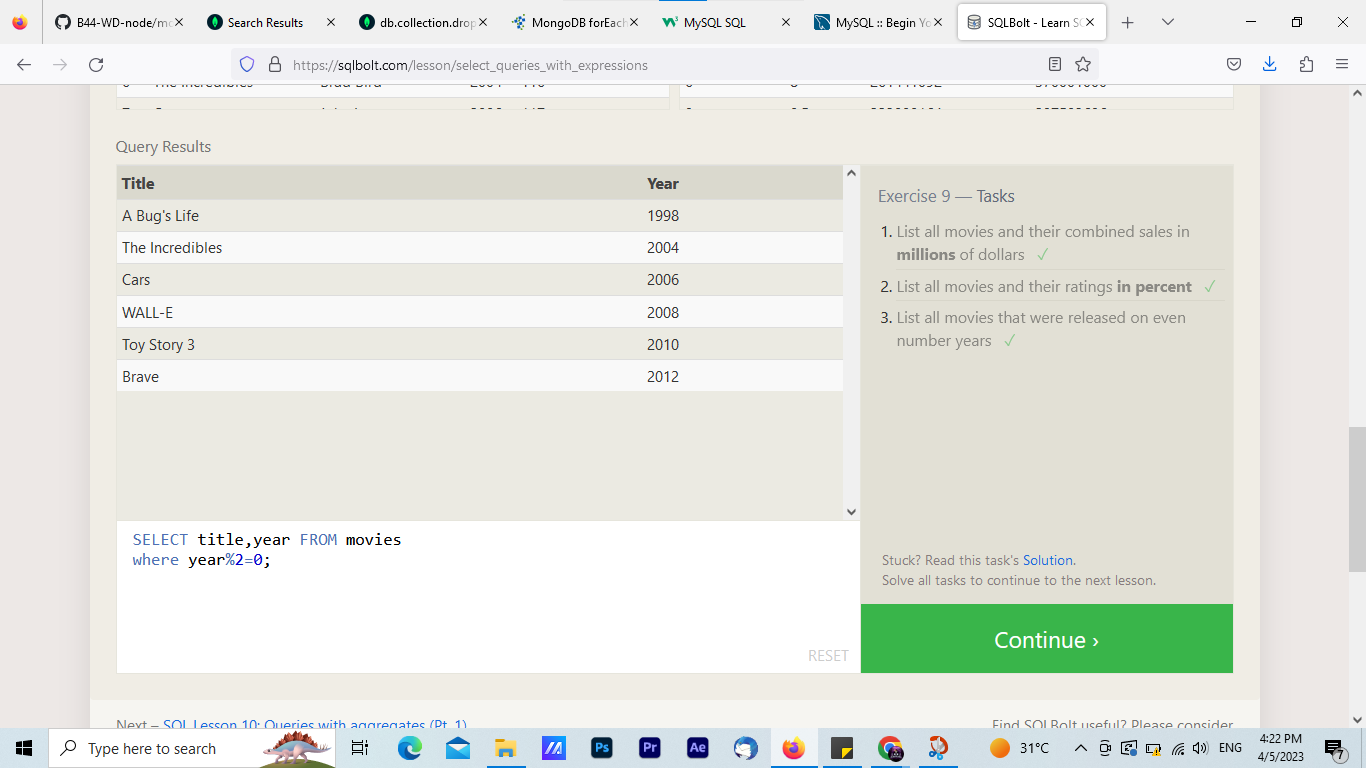 B44-WD-node/mo
Search Results
db.collection.drop
MongoDB forEach
MySQL SQL
MySQL :: Begin Yo
SQLBolt - Learn SQ
https://sqlbolt.com/lesson/select_queries_with_expressions
Query Results
Title Year
A Bug's Life 1998
The Incredibles 2004
Cars 2006
WALL-E 2008
Toy Story 3 2010
Brave 2012
Exercise 9 — Tasks
1. List all movies and their combined sales in
millions of dollars ✓
2. List all movies and their ratings in percent ✓
3. List all movies that were released on even
number years ✓
SELECT title,year FROM movies
where year%2=0;
RESET
Stuck? Read this task's Solution.
Solve all tasks to continue to the next lesson.
Continue ›
Next – SQL Lesson 10: Queries with aggregates (Pt. 1)
Find SQLBolt useful? Please consider
Type here to search
Ps
Pr
Ae
31°C
ENG
4:22 PM
4/5/2023
7